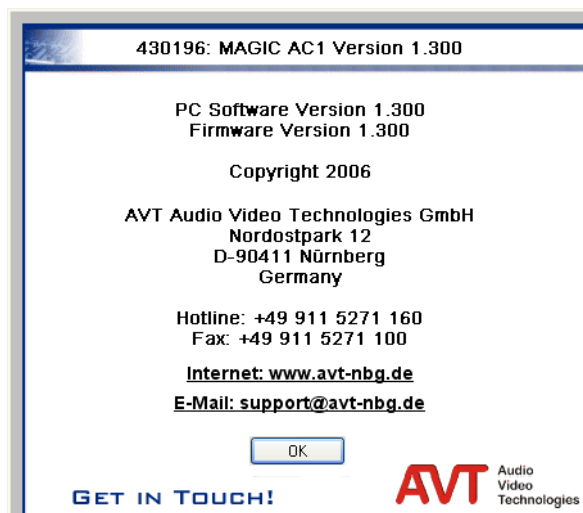 430196: MAGIC AC1 Version 1.300
PC Software Version 1.300
Firmware Version 1.300
Copyright 2006
AVT Audio Video Technologies GmbH
Nordostpark 12
D-90411 Nürnberg
Germany
Hotline: +49 911 5271 160
Fax: +49 911 5271 100
Internet: www.avt-nbg.de
E-Mail: support@avt-nbg.de
OK
GET IN TOUCH!
AVT
Audio
Video
Technologies